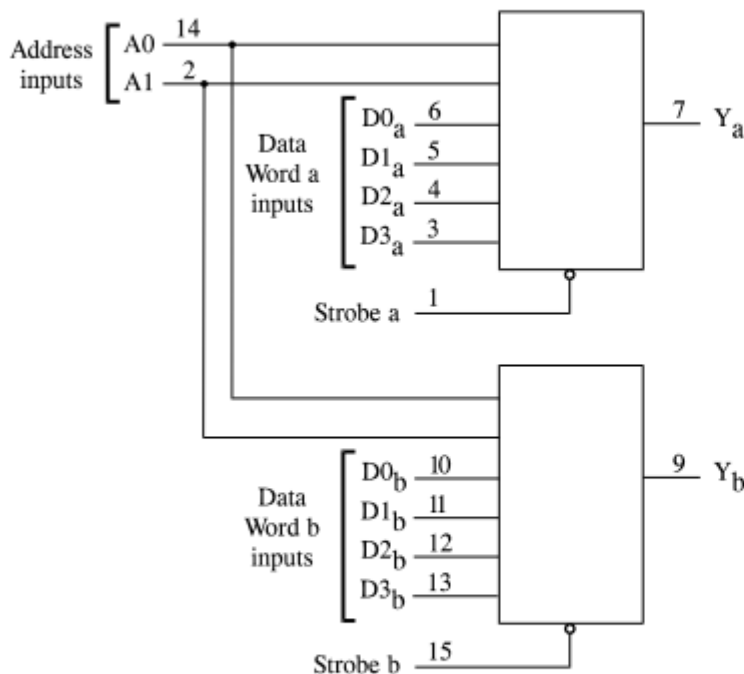 Address inputs
A0 14
A1 2
Data Word a inputs
D0a 6
D1a 5
D2a 4
D3a 3
Strobe a 1
7 Ya
Data Word b inputs
D0b 10
D1b 11
D2b 12
D3b 13
Strobe b 15
9 Yb